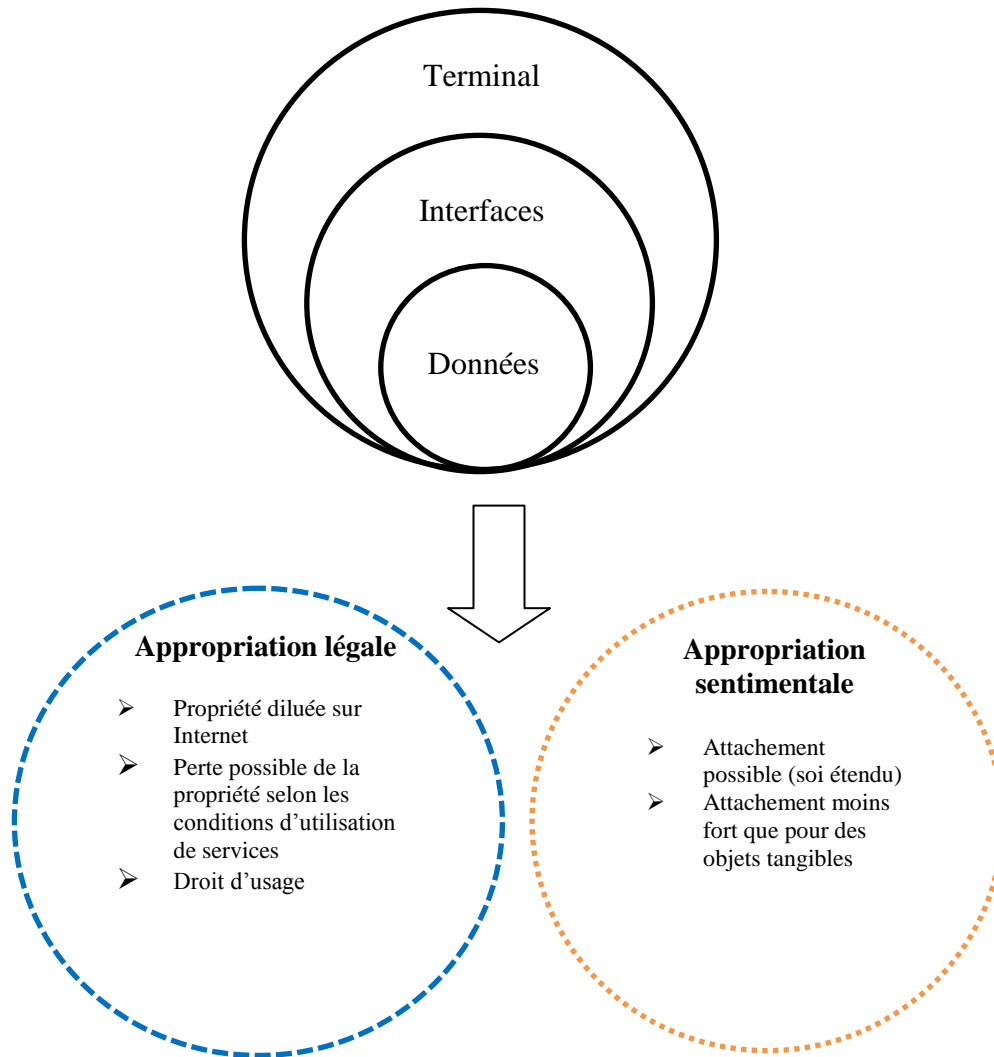 Terminal
Interfaces
Données
Appropriation légale
Propriété diluée sur
Internet
Perte possible de la
propriété selon les
conditions d’utilisation
de services
Droit d’usage
Appropriation
sentimentale
Attachement
possible (soi étendu)
Attachement moins
fort que pour des
objets tangibles